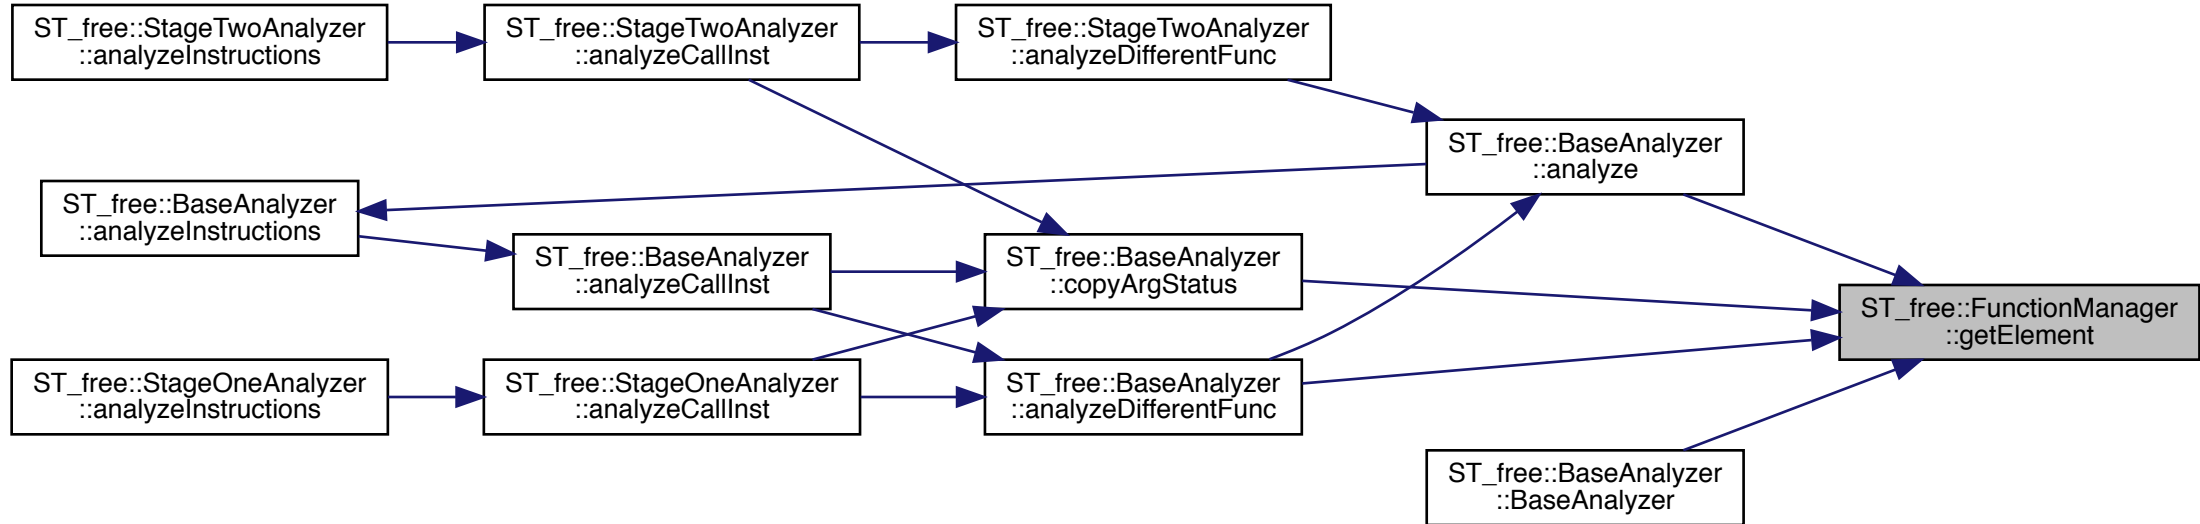 ST_free::StageTwoAnalyzer
::analyzeInstructions
ST_free::StageTwoAnalyzer
::analyzeCallInst
ST_free::StageTwoAnalyzer
::analyzeDifferentFunc
ST_free::BaseAnalyzer
::analyze
ST_free::BaseAnalyzer
::analyzeInstructions
ST_free::BaseAnalyzer
::analyzeCallInst
ST_free::BaseAnalyzer
::copyArgStatus
ST_free::FunctionManager
::getElement
ST_free::StageOneAnalyzer
::analyzeInstructions
ST_free::StageOneAnalyzer
::analyzeCallInst
ST_free::BaseAnalyzer
::analyzeDifferentFunc
ST_free::BaseAnalyzer
::BaseAnalyzer